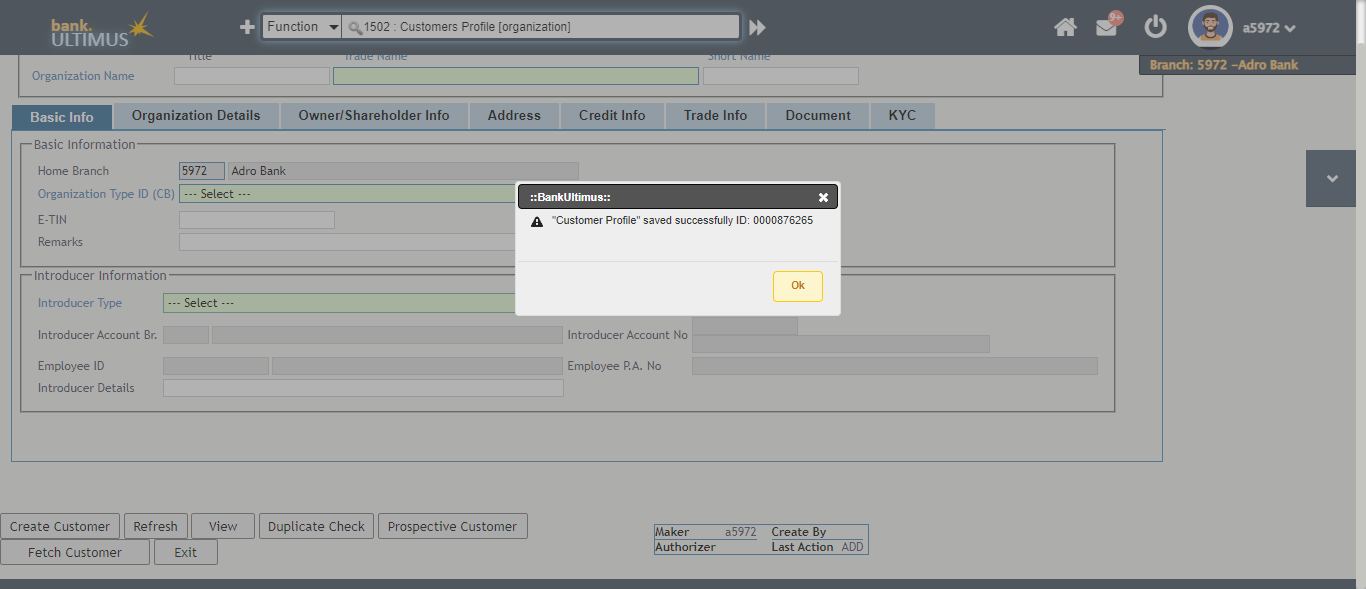 bank.
ULTIMUS
Function
1502 : Customers Profile [organization]
9+
a5972
Branch: 5972 -Adro Bank
Title
Trade Name
Short Name
Organization Name
Basic Info
Organization Details
Owner/Shareholder Info
Address
Credit Info
Trade Info
Document
KYC
Basic Information
Home Branch
5972
Adro Bank
Organization Type ID (CB)
--- Select ---
E-TIN
Remarks
::BankUltimus::
"Customer Profile" saved successfully ID: 0000876265
Ok
Introducer Information
Introducer Type
--- Select ---
Introducer Account Br.
Introducer Account No
Employee ID
Employee P.A. No
Introducer Details
Create Customer
Refresh
View
Duplicate Check
Prospective Customer
Fetch Customer
Exit
Maker a5972 Create By
Authorizer Last Action ADD